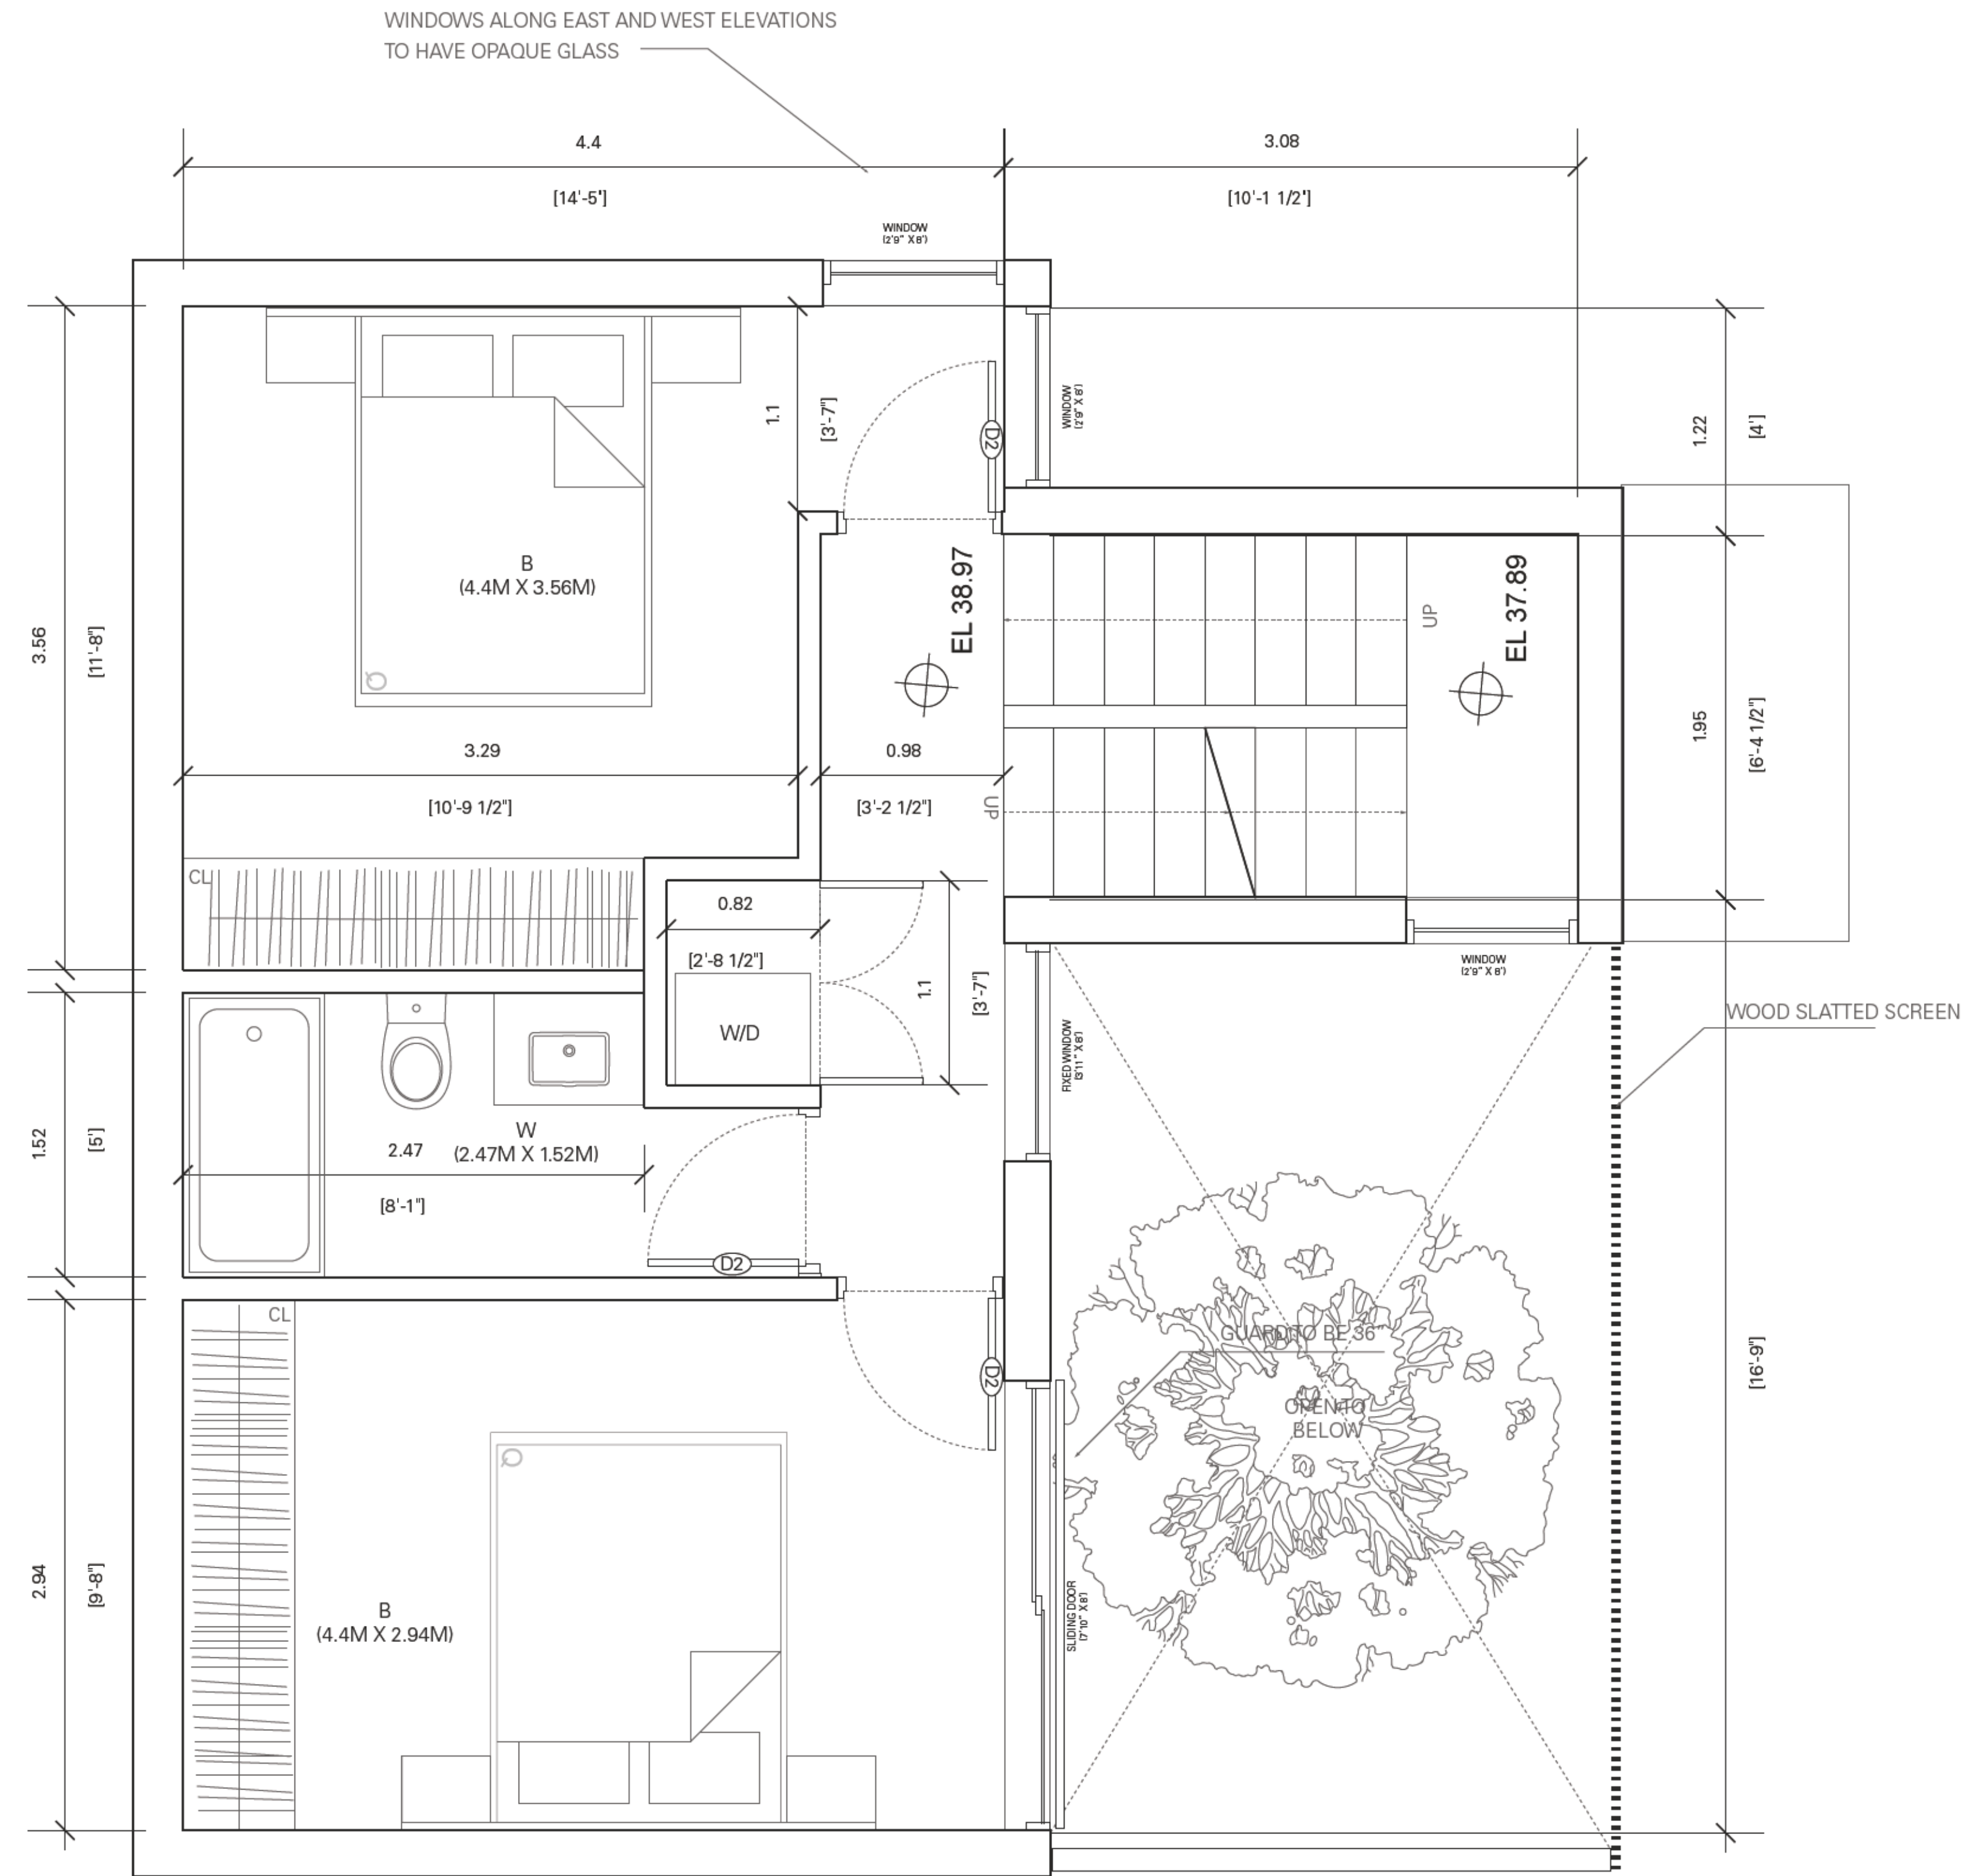 WINDOWS ALONG EAST AND WEST ELEVATIONS
TO HAVE OPAQUE GLASS
4.4
[14'-5"]
3.08
[10'-1 1/2"]
WINDOW
(2'9" X 8')
WINDOW
(2'9" X 8')
1.1
[3'-7"]
D2
1.22
[4']
B
(4.4M X 3.56M)
Q
3.56
[11'-8"]
EL 38.97
UP
EL 37.89
1.95
[6'-4 1/2"]
3.29
[10'-9 1/2"]
0.98
[3'-2 1/2"]
UP
CL
0.82
[2'-8 1/2"]
1.1
[3'-7"]
W/D
WINDOW
(2'9" X 8')
WOOD SLATTED SCREEN
FIXED WINDOW
(3'11" X 8')
1.52
[5']
W
(2.47M X 1.52M)
2.47
[8'-1"]
D2
CL
D2
GUARD TO BE 36"
OPEN TO
BELOW
[16'-9"]
Q
2.94
[9'-8"]
B
(4.4M X 2.94M)
SLIDING DOOR
(7'10" X 8')